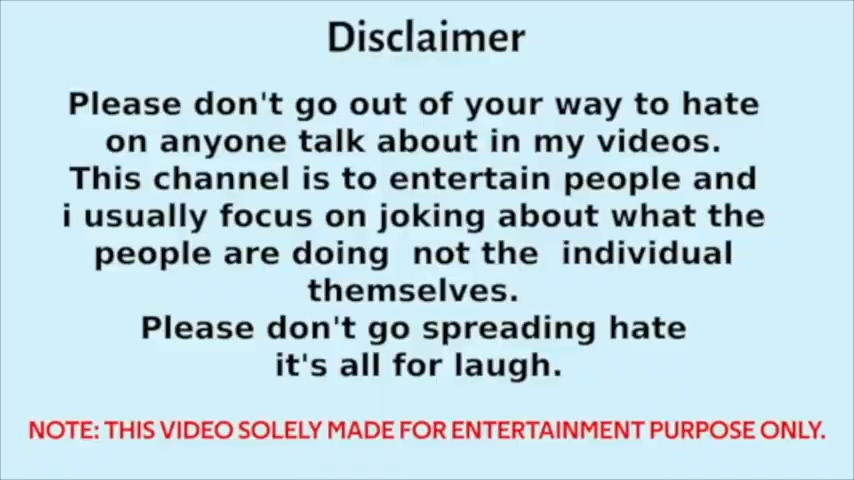 Disclaimer
Please don't go out of your way to hate
on anyone talk about in my videos.
This channel is to entertain people and
i usually focus on joking about what the
people are doing not the individual
themselves.
Please don't go spreading hate
it's all for laugh.
NOTE: THIS VIDEO SOLELY MADE FOR ENTERTAINMENT PURPOSE ONLY.